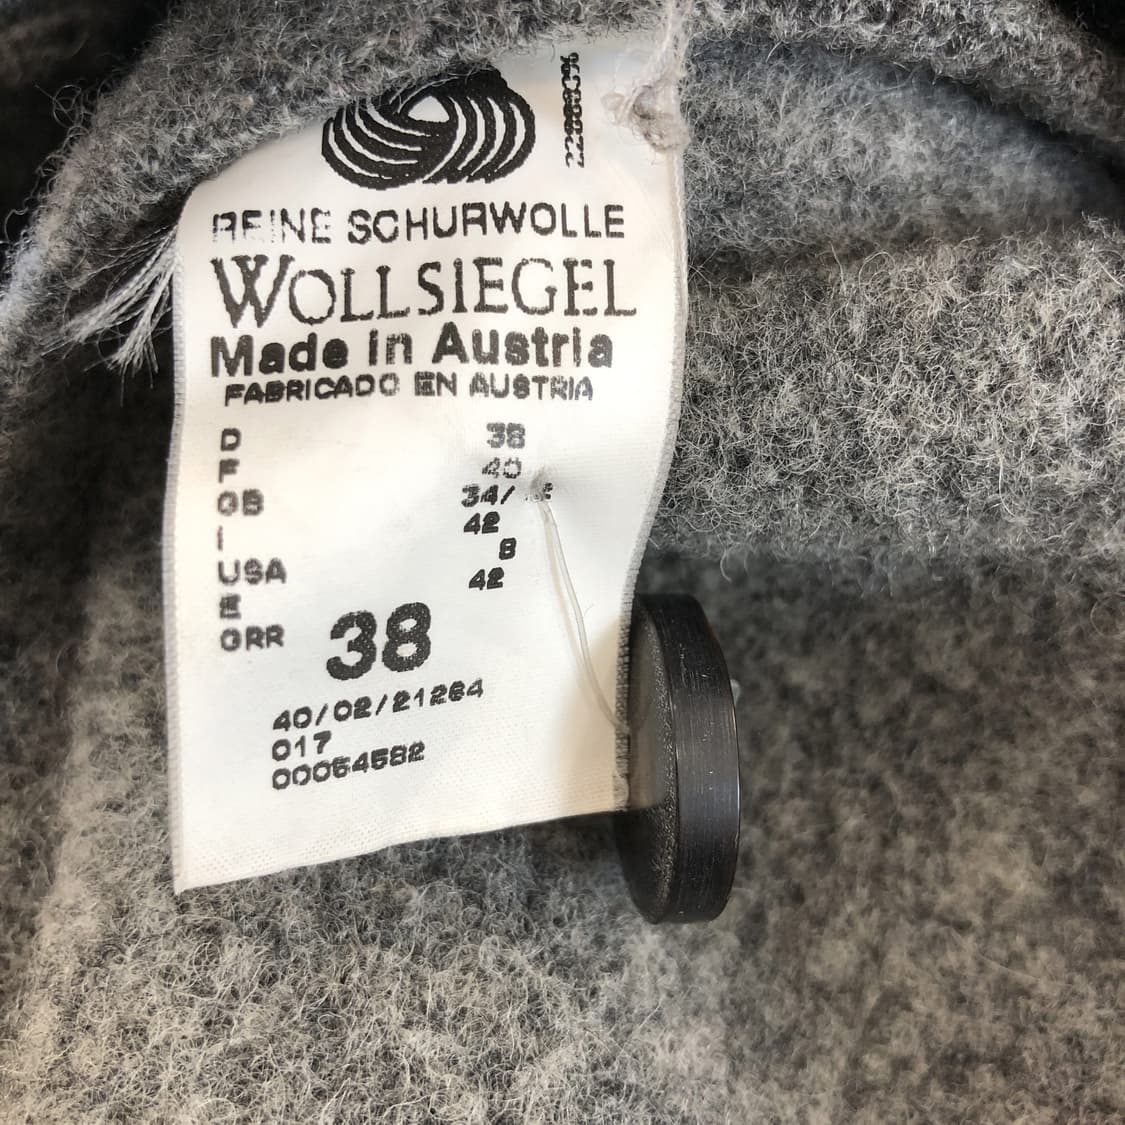 REINE SCHURWOLLE
WOLLSIEGEL
Made in Austria
FABRICADO EN AUSTRIA
D 38
F 40
GB 34/
I 42
USA 8
E 42
GRR 38
40/02/21264
017